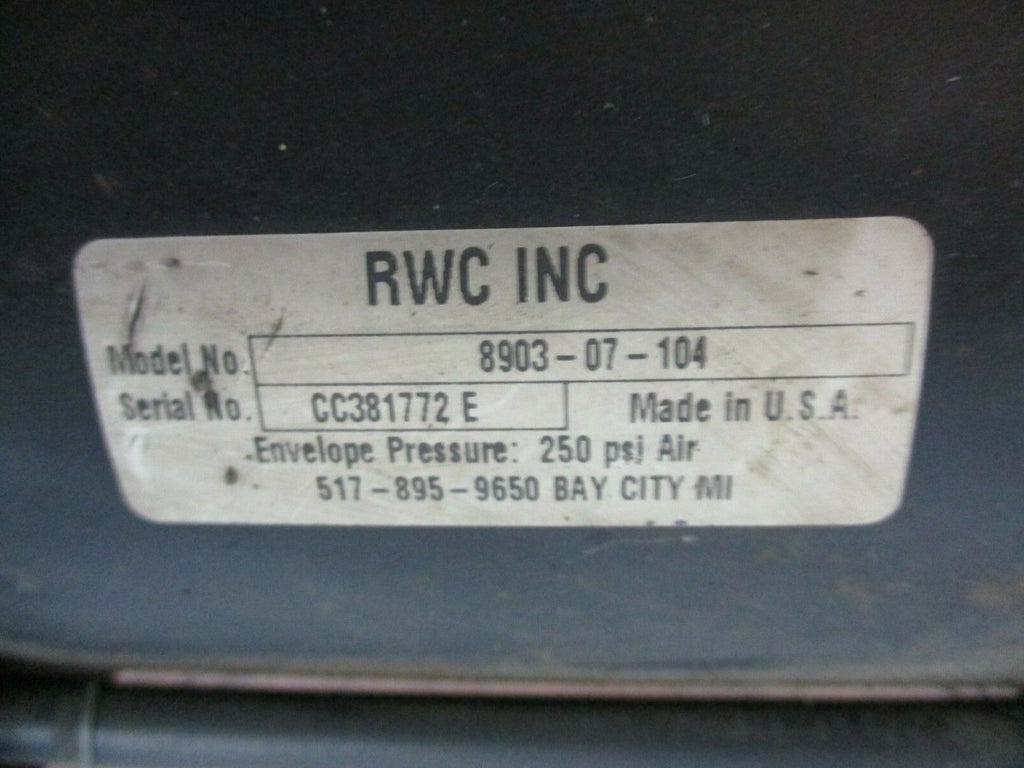 RWC INC
Model No. 8903-07-104
Serial No. CC381772 E Made in U.S.A.
Envelope Pressure: 250 psi Air
517-895-9650 BAY CITY MI